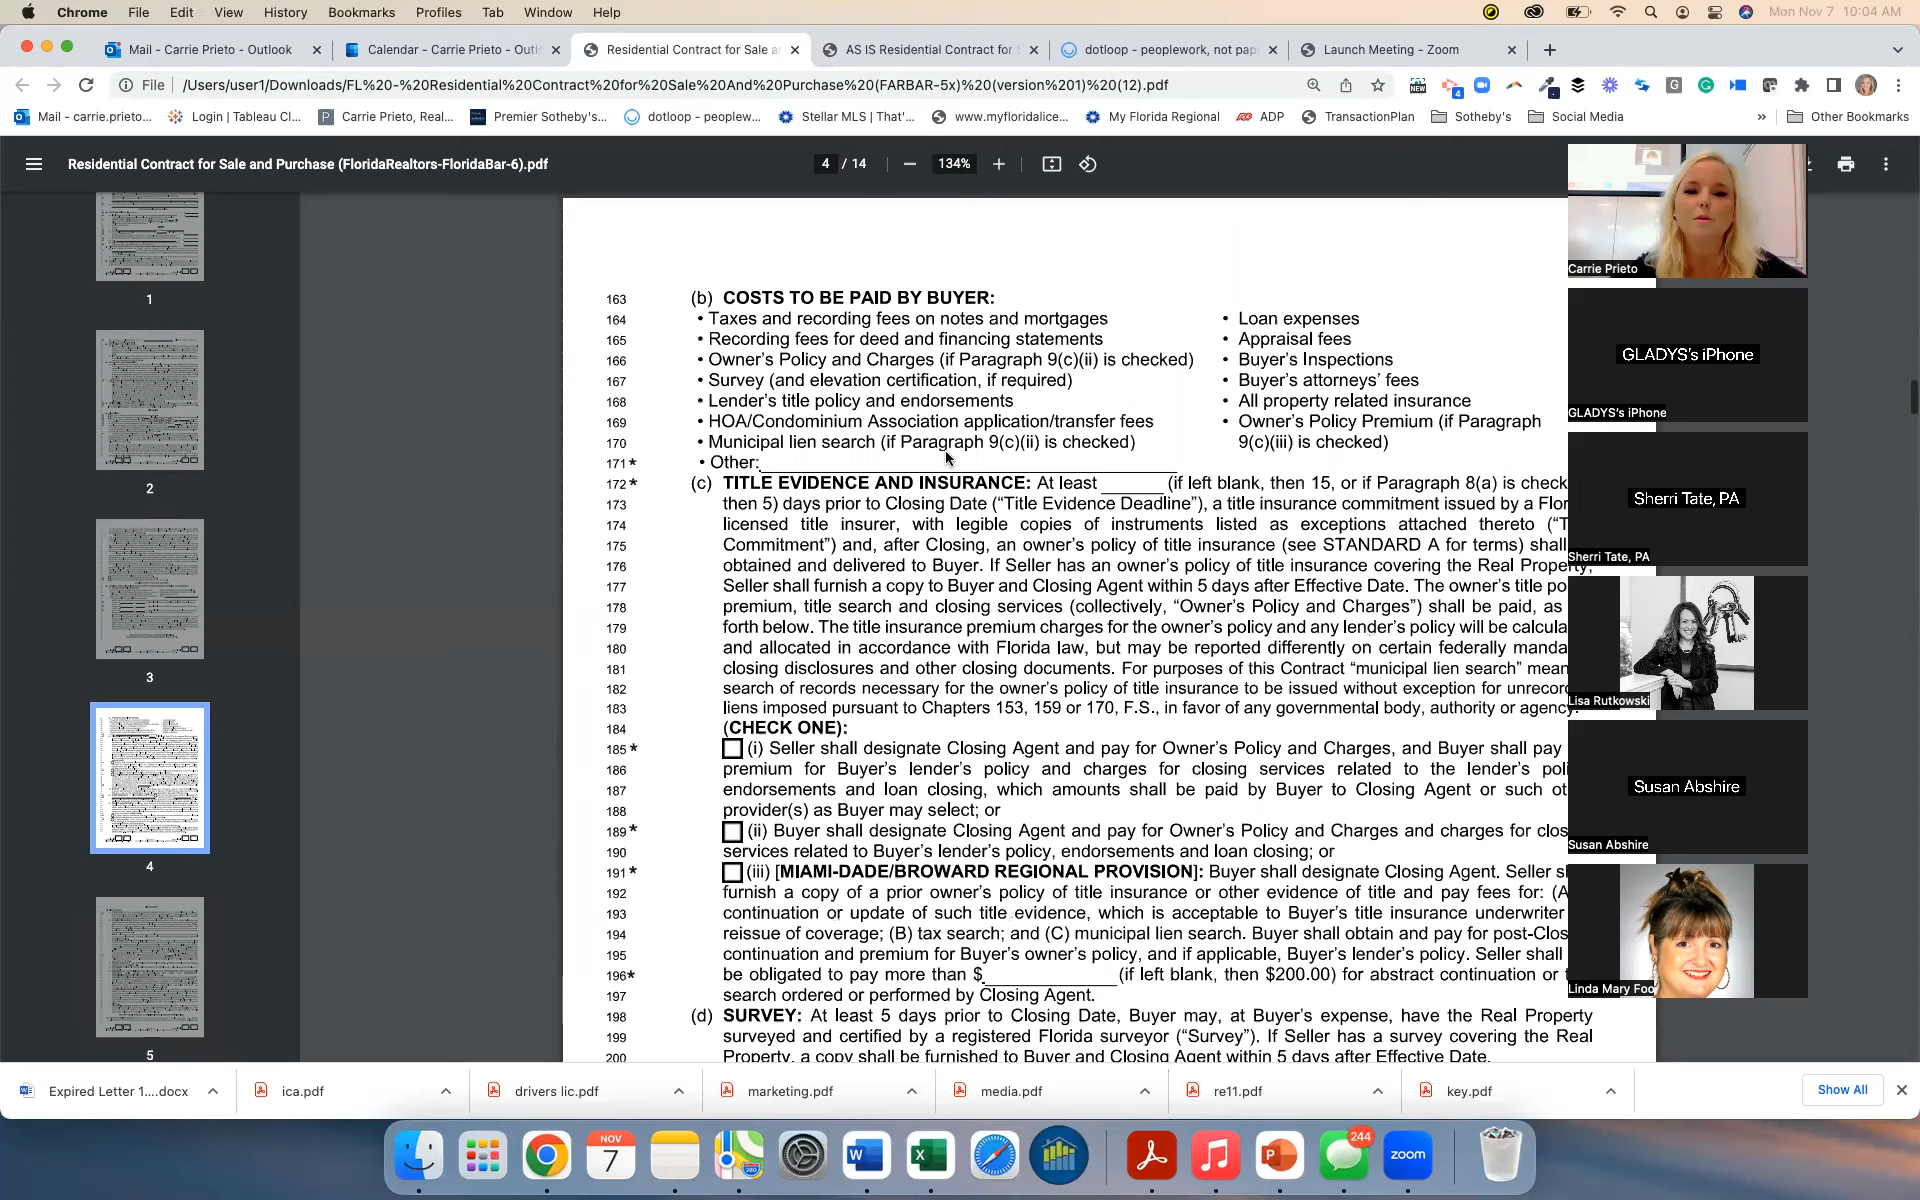 Chrome File Edit View History Bookmarks Profiles Tab Window Help Mon Nov 7 10:04 AM
Mail - Carrie Prieto - Outlook
Calendar - Carrie Prieto - Outl
Residential Contract for Sale a
AS IS Residential Contract for S
dotloop - peoplework, not pap
Launch Meeting - Zoom
File /Users/user1/Downloads/FL%20-%20Residential%20Contract%20for%20Sale%20And%20Purchase%20(FARBAR-5x)%20(version%201)%20(12).pdf
NEW
4
Mail - carrie.prieto...
Login | Tableau Cl...
Carrie Prieto, Real...
Premier Sotheby's...
dotloop - peoplew...
Stellar MLS | That'...
www.myfloridalice...
My Florida Regional
ADP
TransactionPlan
Sotheby's
Social Media
»
Other Bookmarks
Residential Contract for Sale and Purchase (FloridaRealtors-FloridaBar-6).pdf
4 / 14
134%
1
2
3
4
5
163 (b) COSTS TO BE PAID BY BUYER:
164 • Taxes and recording fees on notes and mortgages • Loan expenses
165 • Recording fees for deed and financing statements • Appraisal fees
166 • Owner's Policy and Charges (if Paragraph 9(c)(ii) is checked) • Buyer's Inspections
167 • Survey (and elevation certification, if required) • Buyer's attorneys' fees
168 • Lender's title policy and endorsements • All property related insurance
169 • HOA/Condominium Association application/transfer fees • Owner's Policy Premium (if Paragraph
170 • Municipal lien search (if Paragraph 9(c)(ii) is checked) 9(c)(iii) is checked)
171* • Other:
172* (c) TITLE EVIDENCE AND INSURANCE: At least ______ (if left blank, then 15, or if Paragraph 8(a) is check
173 then 5) days prior to Closing Date ("Title Evidence Deadline"), a title insurance commitment issued by a Flor
174 licensed title insurer, with legible copies of instruments listed as exceptions attached thereto ("T
175 Commitment") and, after Closing, an owner's policy of title insurance (see STANDARD A for terms) shall
176 obtained and delivered to Buyer. If Seller has an owner's policy of title insurance covering the Real Property,
177 Seller shall furnish a copy to Buyer and Closing Agent within 5 days after Effective Date. The owner's title po
178 premium, title search and closing services (collectively, "Owner's Policy and Charges") shall be paid, as
179 forth below. The title insurance premium charges for the owner's policy and any lender's policy will be calcula
180 and allocated in accordance with Florida law, but may be reported differently on certain federally manda
181 closing disclosures and other closing documents. For purposes of this Contract "municipal lien search" mean
182 search of records necessary for the owner's policy of title insurance to be issued without exception for unrecor
183 liens imposed pursuant to Chapters 153, 159 or 170, F.S., in favor of any governmental body, authority or agency.
184 (CHECK ONE):
185* (i) Seller shall designate Closing Agent and pay for Owner's Policy and Charges, and Buyer shall pay
186 premium for Buyer's lender's policy and charges for closing services related to the lender's poli
187 endorsements and loan closing, which amounts shall be paid by Buyer to Closing Agent or such ot
188 provider(s) as Buyer may select; or
189* (ii) Buyer shall designate Closing Agent and pay for Owner's Policy and Charges and charges for clos
190 services related to Buyer's lender's policy, endorsements and loan closing; or
191* (iii) [MIAMI-DADE/BROWARD REGIONAL PROVISION]: Buyer shall designate Closing Agent. Seller s
192 furnish a copy of a prior owner's policy of title insurance or other evidence of title and pay fees for: (A
193 continuation or update of such title evidence, which is acceptable to Buyer's title insurance underwriter
194 reissue of coverage; (B) tax search; and (C) municipal lien search. Buyer shall obtain and pay for post-Clos
195 continuation and premium for Buyer's owner's policy, and if applicable, Buyer's lender's policy. Seller shall
196* be obligated to pay more than $____________ (if left blank, then $200.00) for abstract continuation or t
197 search ordered or performed by Closing Agent.
198 (d) SURVEY: At least 5 days prior to Closing Date, Buyer may, at Buyer's expense, have the Real Property
199 surveyed and certified by a registered Florida surveyor ("Survey"). If Seller has a survey covering the Real
200 Property, a copy shall be furnished to Buyer and Closing Agent within 5 days after Effective Date.
Carrie Prieto
GLADYS's iPhone
GLADYS's iPhone
Sherri Tate, PA
Sherri Tate, PA
Lisa Rutkowski
Susan Abshire
Susan Abshire
Linda Mary Foo
Expired Letter 1....docx
ica.pdf
drivers lic.pdf
marketing.pdf
media.pdf
re11.pdf
key.pdf
Show All
NOV
7
280
W
X
P
244
zoom